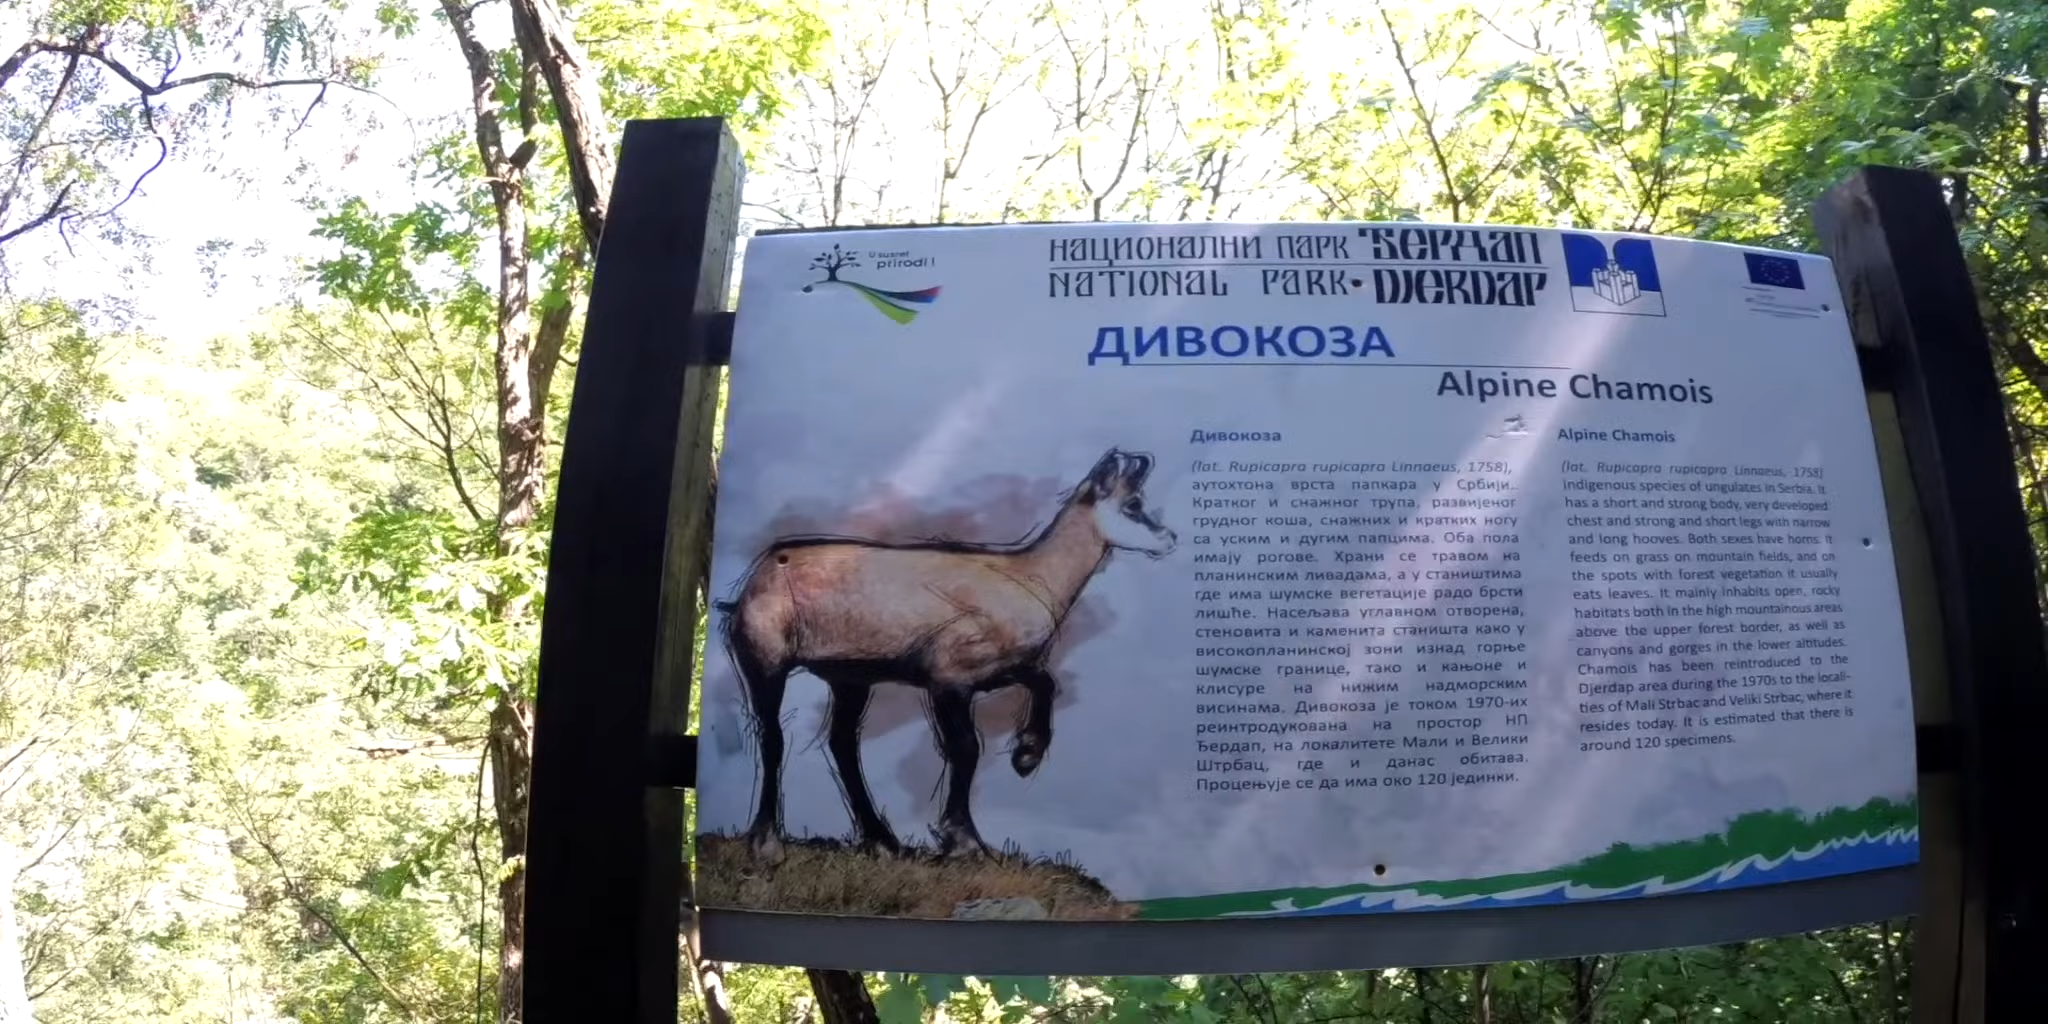 U susret
prirodi !
НАЦИОНАЛНИ ПАРК ЂЕРДАП
NATIONAL PARK • DJERDAP
ДИВОКОЗА
Alpine Chamois
Дивокоза
(lat. Rupicapra rupicapra Linnaeus, 1758),
аутохтона врста папкара у Србији.
Кратког и снажног трупа, развијеног
грудног коша, снажних и кратких ногу
са уским и дугим папцима. Оба пола
имају рогове. Храни се травом на
планинским ливадама, а у стаништима
где има шумске вегетације радо брсти
лишће. Насељава углавном отворена,
стеновита и каменита станишта како у
високопланинској зони изнад горње
шумске границе, тако и кањоне и
клисуре на нижим надморским
висинама. Дивокоза је током 1970-их
реинтродукована на простор НП
Ђердап, на локалитете Мали и Велики
Штрбац, где и данас обитава.
Процењује се да има око 120 јединки.
Alpine Chamois
(lat. Rupicapra rupicapra Linnaeus, 1758)
indigenous species of ungulates in Serbia. It
has a short and strong body, very developed
chest and strong and short legs with narrow
and long hooves. Both sexes have horns. It
feeds on grass on mountain fields, and on
the spots with forest vegetation it usually
eats leaves. It mainly inhabits open, rocky
habitats both in the high mountainous areas
above the upper forest border, as well as
canyons and gorges in the lower altitudes.
Chamois has been reintroduced to the
Djerdap area during the 1970s to the locali-
ties of Mali Strbac and Veliki Strbac, where it
resides today. It is estimated that there is
around 120 specimens.